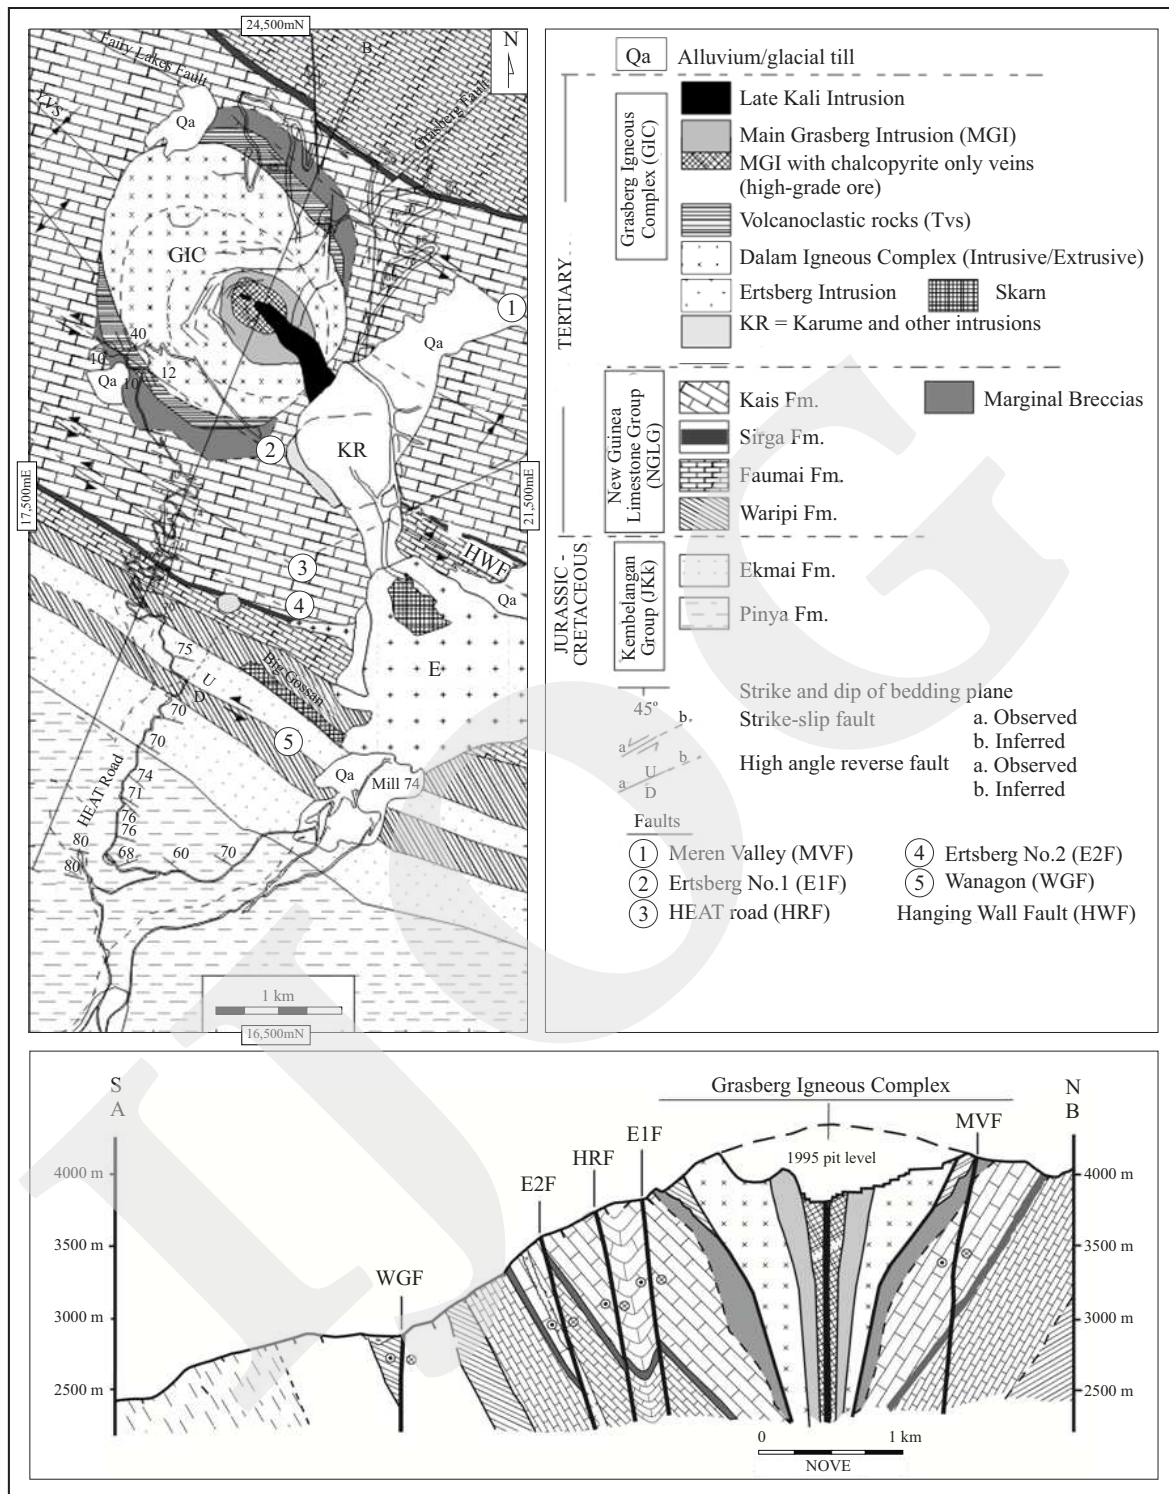 24,500mN
Fairy Lakes Fault
B
N
Grasberg Fault
TVS
Qa
GIC
1
Qa
40
10
12
Qa
10
2
KR
17,500mE
21,500mE
HWF
3
4
Qa
75
Big Gossan
U
D
E
70
5
70
Qa
Mill 74
74
HEAT Road
71
76
76
80
68
60
70
80
1 km
16,500mN
Qa
Alluvium/glacial till
TERTIARY
Grasberg Igneous
Complex (GIC)
Late Kali Intrusion
Main Grasberg Intrusion (MGI)
MGI with chalcopyrite only veins
(high-grade ore)
Volcanoclastic rocks (Tvs)
Dalam Igneous Complex (Intrusive/Extrusive)
Ertsberg Intrusion
Skarn
KR = Karume and other intrusions
New Guinea
Limestone Group
(NGLG)
Kais Fm.
Marginal Breccias
Sirga Fm.
Faumai Fm.
Waripi Fm.
JURASSIC -
CRETACEOUS
Kembelangan
Group (JKk)
Ekmai Fm.
Pinya Fm.
45°
Strike and dip of bedding plane
a
b
Strike-slip fault
a. Observed
b. Inferred
a
U
D
b
High angle reverse fault
a. Observed
b. Inferred
Faults
1 Meren Valley (MVF)
4 Ertsberg No.2 (E2F)
2 Ertsberg No.1 (E1F)
5 Wanagon (WGF)
3 HEAT road (HRF)
Hanging Wall Fault (HWF)
S
A
Grasberg Igneous Complex
N
B
MVF
E1F
HRF
E2F
WGF
1995 pit level
4000 m
3500 m
3000 m
2500 m
4000 m
3500 m
3000 m
2500 m
0 1 km
NOVE
IJOG